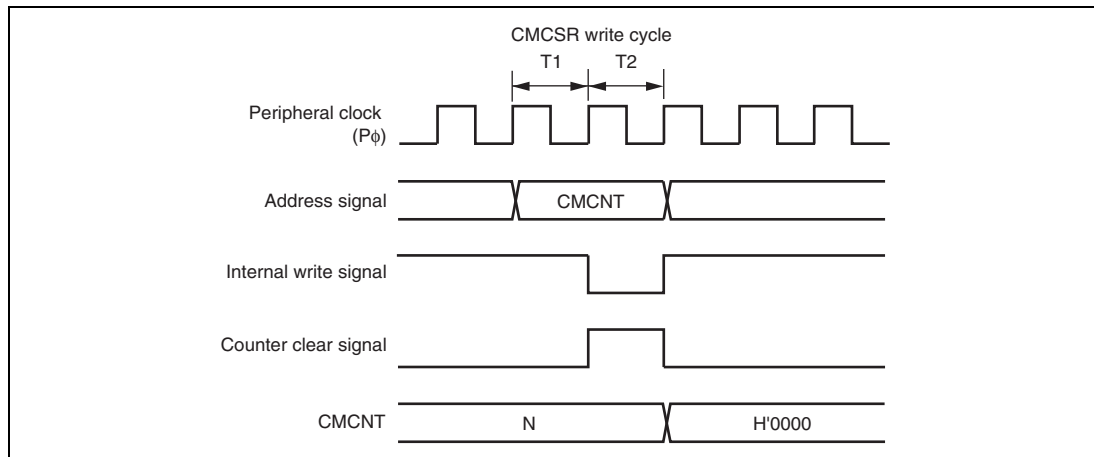 CMCSR write cycle
T1 T2
Peripheral clock
(Pϕ)
Address signal CMCNT
Internal write signal
Counter clear signal
CMCNT N H'0000